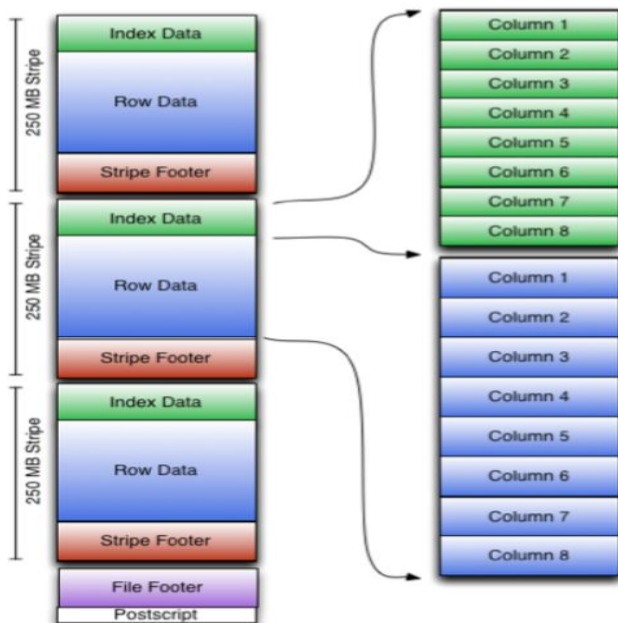 250 MB Stripe
Index Data
Row Data
Stripe Footer
250 MB Stripe
Index Data
Row Data
Stripe Footer
250 MB Stripe
Index Data
Row Data
Stripe Footer
File Footer
Postscript
Column 1
Column 2
Column 3
Column 4
Column 5
Column 6
Column 7
Column 8
Column 1
Column 2
Column 3
Column 4
Column 5
Column 6
Column 7
Column 8